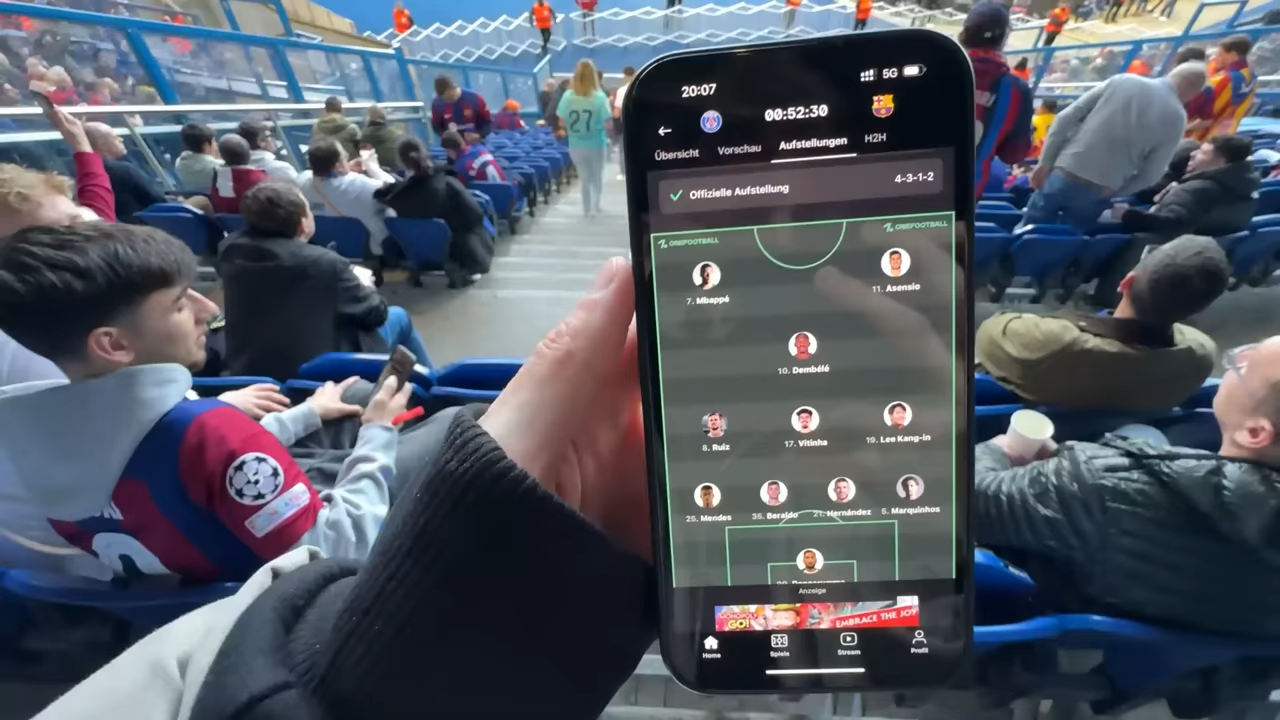 27
20:07
5G
00:52:30
Übersicht
Vorschau
Aufstellungen
H2H
Offizielle Aufstellung
4-3-1-2
ONEFOOTBALL
ONEFOOTBALL
7. Mbappé
11. Asensio
10. Dembélé
8. Ruiz
17. Vitinha
19. Lee Kang-in
25. Mendes
35. Beraldo
21. Hernández
5. Marquinhos
Anzeige
MONOPOLY
GO!
EMBRACE THE JOY
Home
Spiele
Stream
Profil